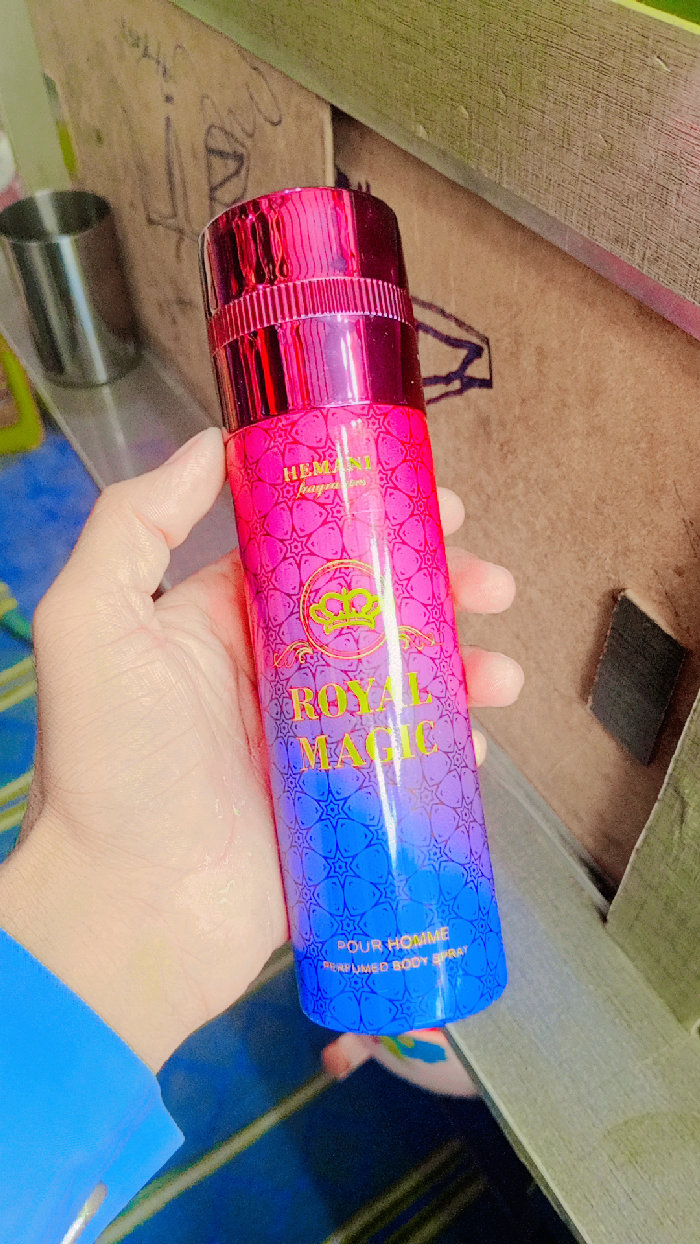 HEMANI
fragrances
ROYAL
MAGIC
POUR HOMME
PERFUMED BODY SPRAY